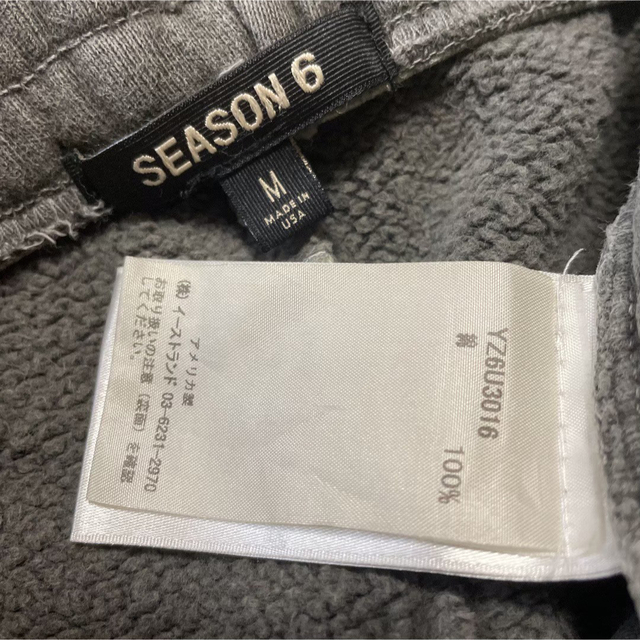 SEASON 6
M
MADE IN
USA
YZ6U3016
綿 100%
アメリカ製
(株) イーストランド 03-6231-2970
お取り扱いの注意 (裏面) を確認
してください。